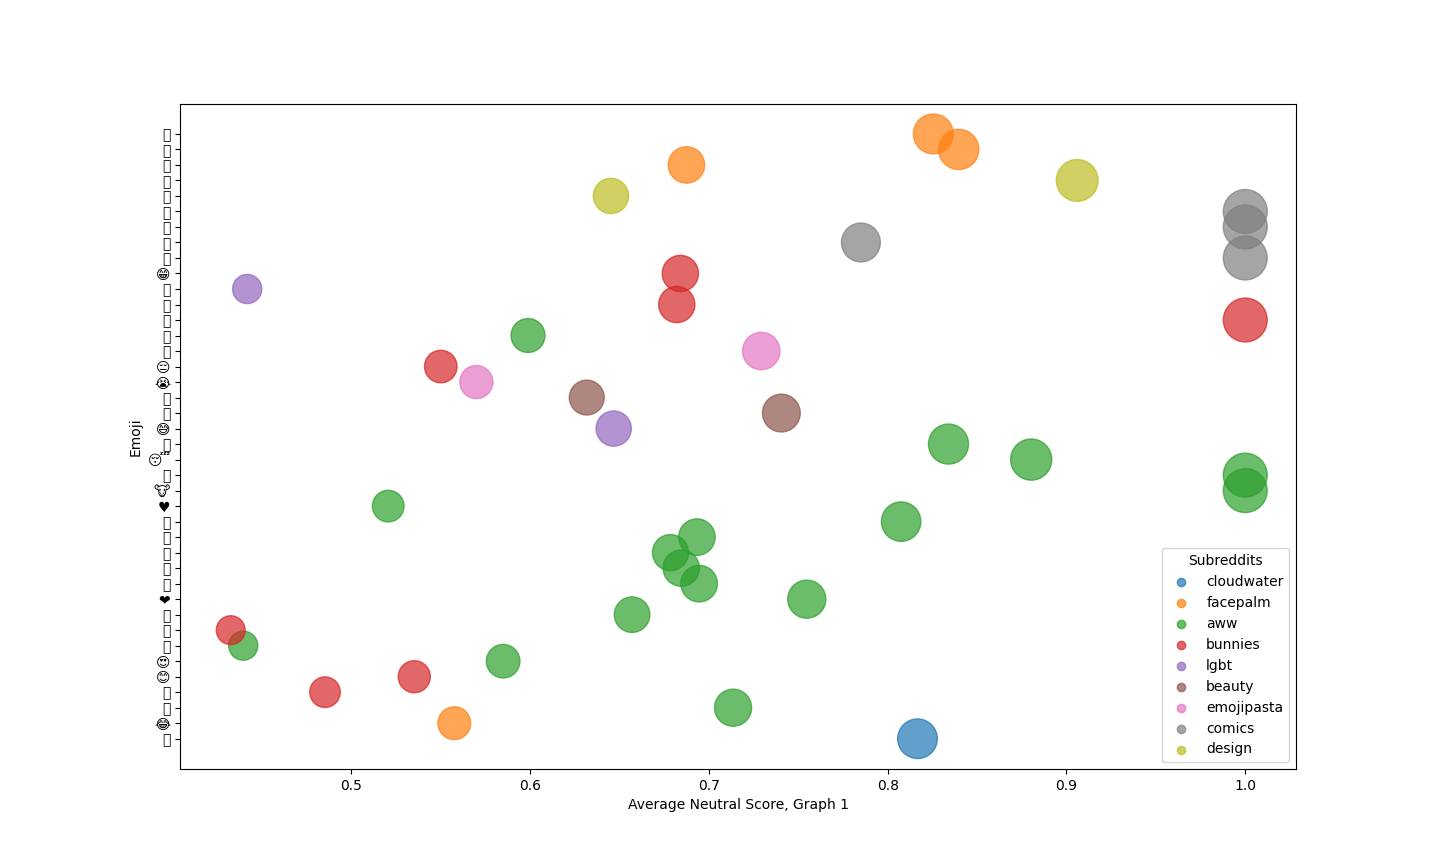 😁
😔
😭
😅
😴
♥
❤
😍
😊
😂
Emoji
0.5 0.6 0.7 0.8 0.9 1.0
Average Neutral Score, Graph 1
Subreddits
cloudwater
facepalm
aww
bunnies
lgbt
beauty
emojipasta
comics
design